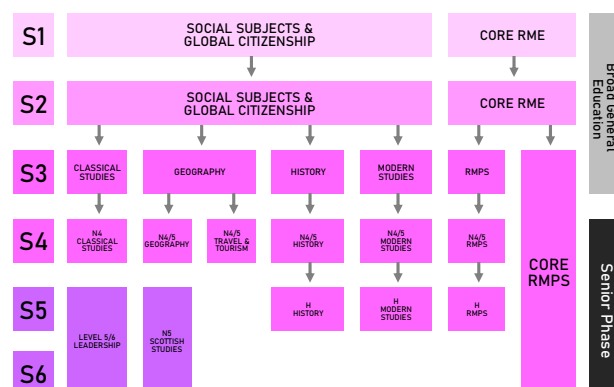 S1
SOCIAL SUBJECTS &
GLOBAL CITIZENSHIP
CORE RME
Broad General
Education
S2
SOCIAL SUBJECTS &
GLOBAL CITIZENSHIP
CORE RME
S3
CLASSICAL
STUDIES
GEOGRAPHY
HISTORY
MODERN
STUDIES
RMPS
CORE
RMPS
S4
N4
CLASSICAL
STUDIES
N4/5
GEOGRAPHY
N4/5
TRAVEL &
TOURISM
N4/5
HISTORY
N4/5
MODERN
STUDIES
N4/5
RMPS
Senior Phase
S5
LEVEL 5/6
LEADERSHIP
N5
SCOTTISH
STUDIES
H
HISTORY
H
MODERN
STUDIES
H
RMPS
S6